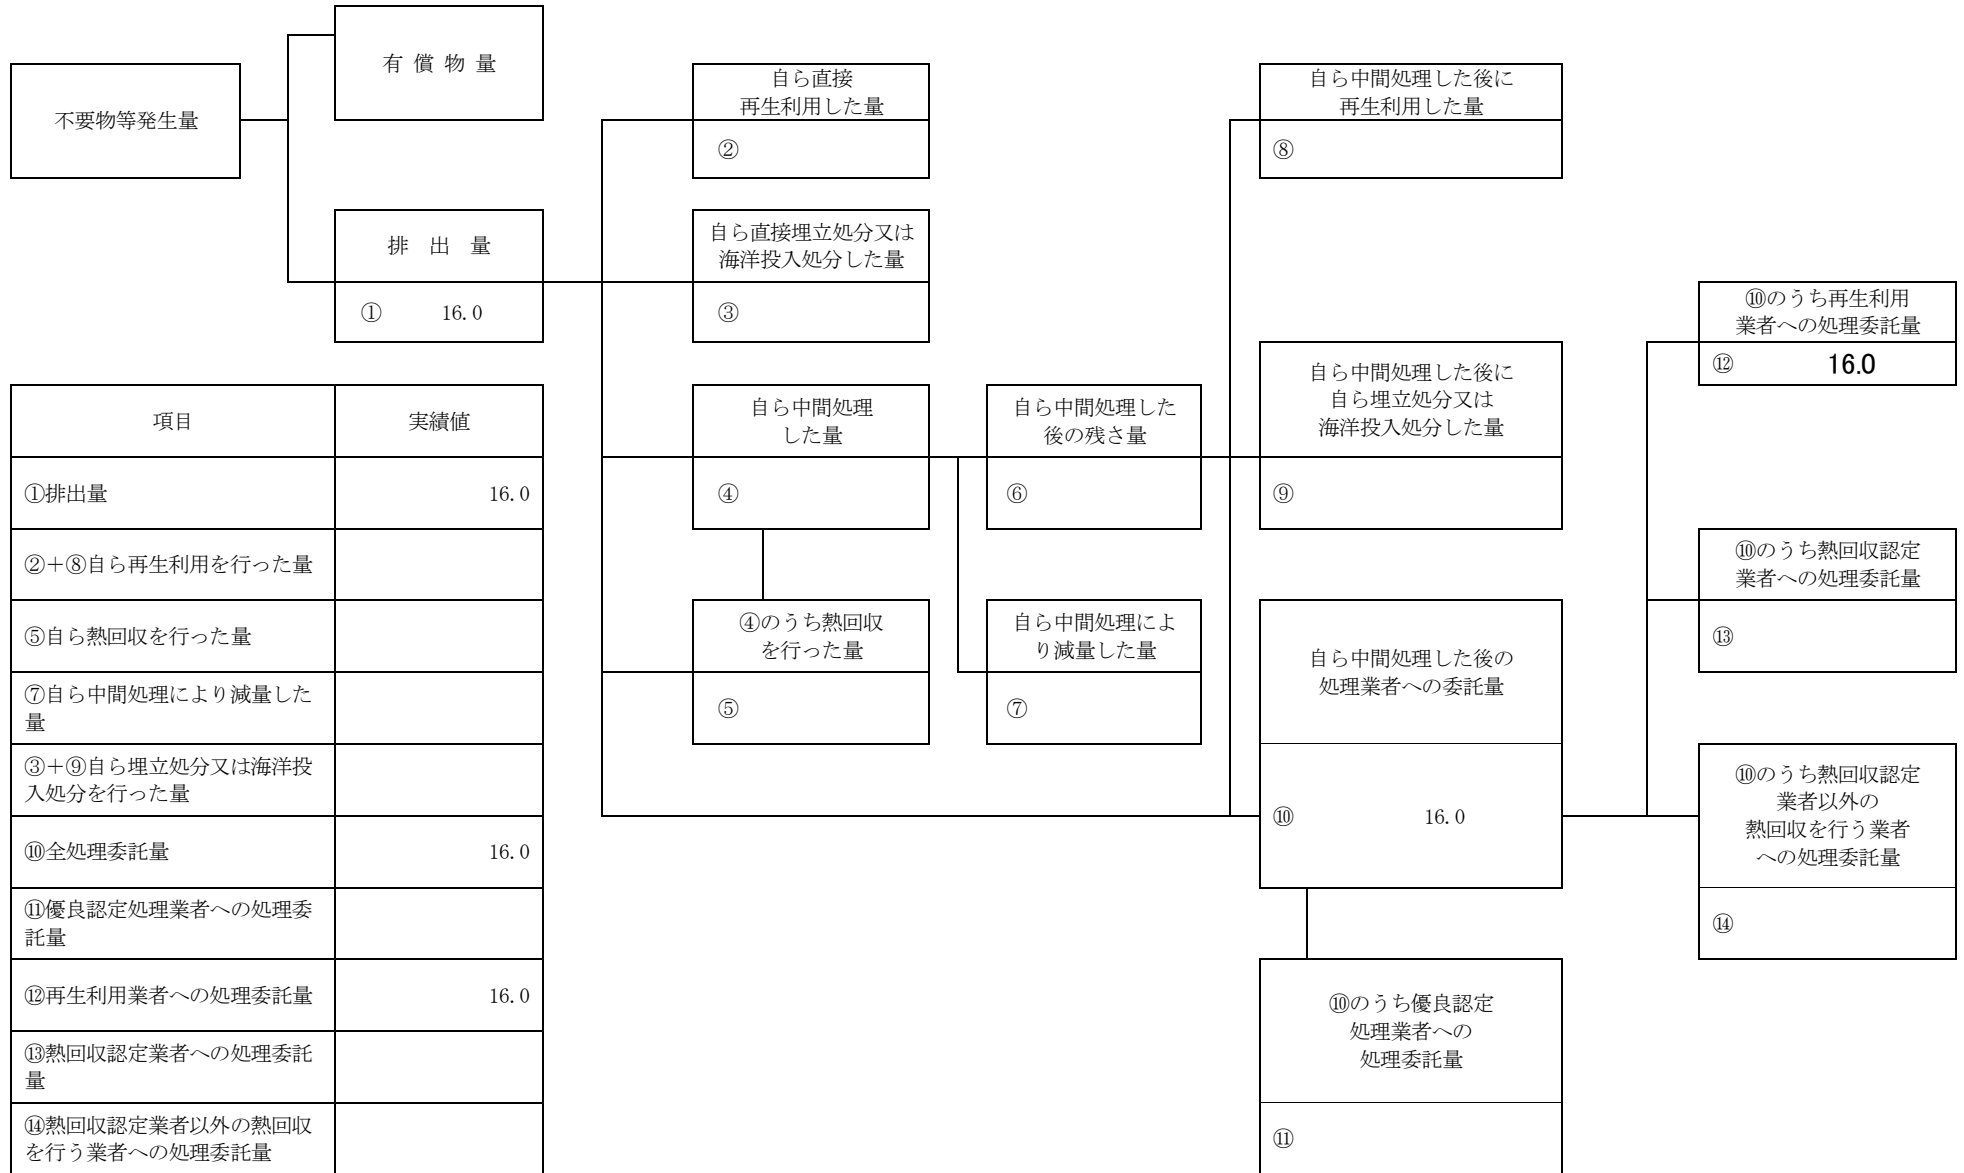 有 償 物 量
不要物等発生量
自ら直接
再生利用した量
②
自ら中間処理した後に
再生利用した量
⑧
排 出 量
① 16.0
自ら直接埋立処分又は
海洋投入処分した量
③
⑩のうち再生利用
業者への処理委託量
⑫ 16.0
自ら中間処理
した量
④
自ら中間処理した
後の残さ量
⑥
自ら中間処理した後に
自ら埋立処分又は
海洋投入処分した量
⑨
⑩のうち熱回収認定
業者への処理委託量
⑬
④のうち熱回収
を行った量
⑤
自ら中間処理によ
り減量した量
⑦
自ら中間処理した後の
処理業者への委託量
⑩ 16.0
⑩のうち熱回収認定
業者以外の
熱回収を行う業者
への処理委託量
⑭
⑩のうち優良認定
処理業者への
処理委託量
⑪
項目 実績値
①排出量 16.0
②＋⑧自ら再生利用を行った量
⑤自ら熱回収を行った量
⑦自ら中間処理により減量した
量
③＋⑨自ら埋立処分又は海洋投
入処分を行った量
⑩全処理委託量 16.0
⑪優良認定処理業者への処理委
託量
⑫再生利用業者への処理委託量 16.0
⑬熱回収認定業者への処理委託
量
⑭熱回収認定業者以外の熱回収
を行う業者への処理委託量